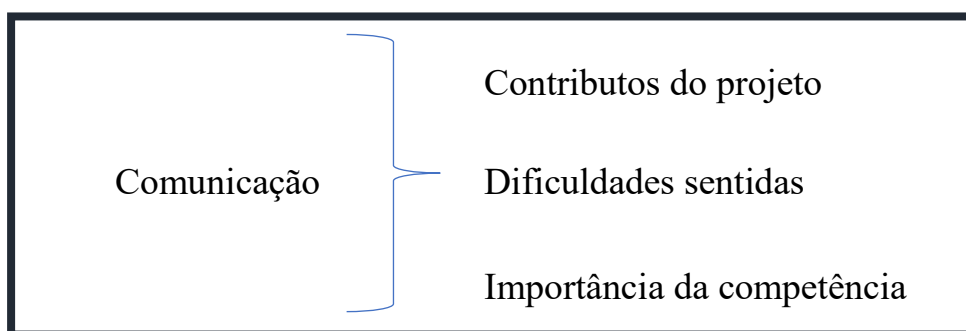 Contributos do projeto
Comunicação
Dificuldades sentidas
Importância da competência